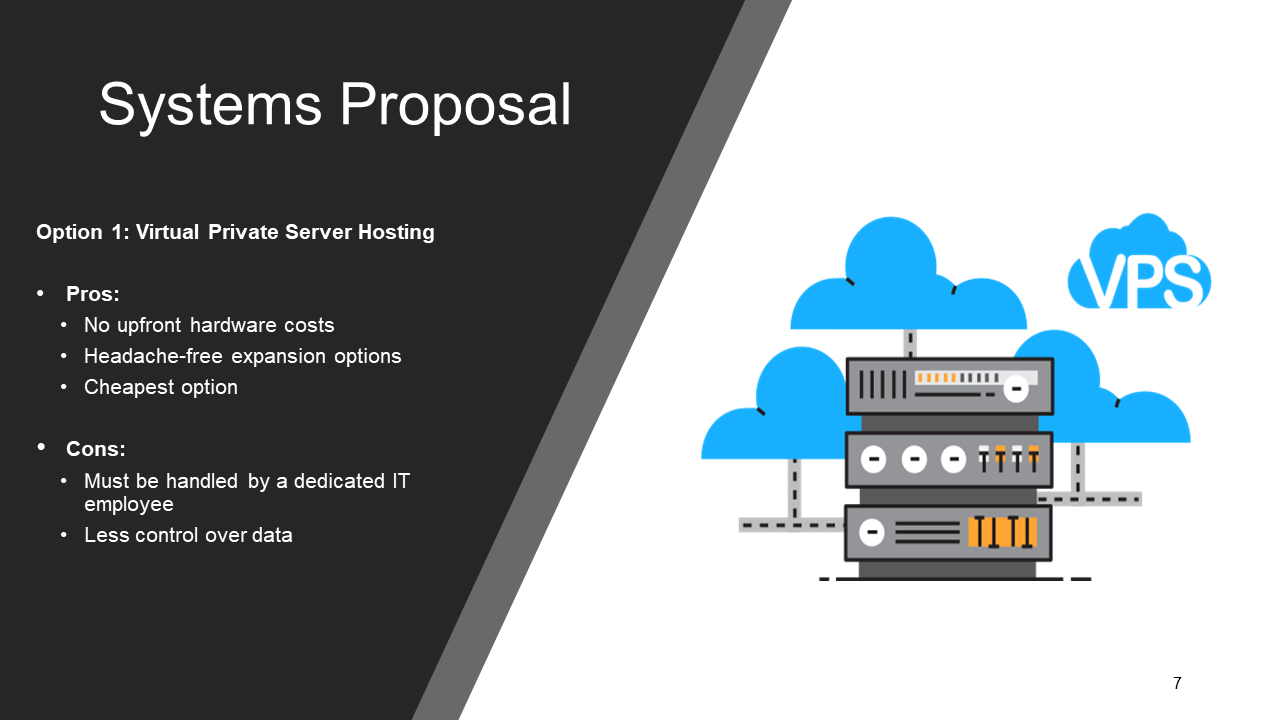 Systems Proposal
Option 1: Virtual Private Server Hosting
• Pros:
• No upfront hardware costs
• Headache-free expansion options
• Cheapest option
• Cons:
• Must be handled by a dedicated IT
employee
• Less control over data
VPS
7